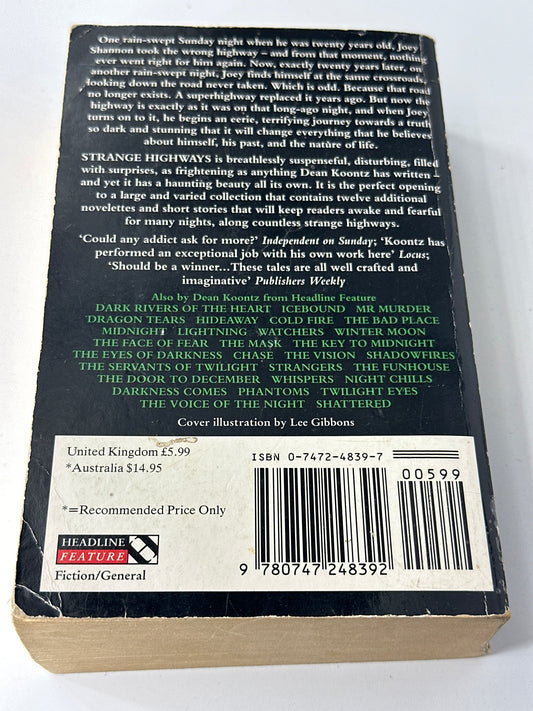 One rain-swept Sunday night when he was twenty years old, Joey
Shannon took the wrong highway – and from that moment, nothing
ever went right for him again. Now, exactly twenty years later, on
another rain-swept night, Joey finds himself at the same crossroads,
looking down the road never taken. Which is odd. Because that road
no longer exists. A superhighway replaced it years ago. But now the
highway is exactly as it was on that long-ago night, and when Joey
turns on to it, he begins an eerie, terrifying journey towards a truth
so dark and stunning that it will change everything that he believes
about himself, his past, and the nature of life.
STRANGE HIGHWAYS is breathlessly suspenseful, disturbing, filled
with surprises, as frightening as anything Dean Koontz has written –
and yet it has a haunting beauty all its own. It is the perfect opening
to a large and varied collection that contains twelve additional
novelettes and short stories that will keep readers awake and fearful
for many nights, along countless strange highways.
‘Could any addict ask for more?’ Independent on Sunday; ‘Koontz has
performed an exceptional job with his own work here’ Locus;
‘Should be a winner...These tales are all well crafted and
imaginative’ Publishers Weekly
Also by Dean Koontz from Headline Feature
DARK RIVERS OF THE HEART ICEBOUND MR MURDER
DRAGON TEARS HIDEAWAY COLD FIRE THE BAD PLACE
MIDNIGHT LIGHTNING WATCHERS WINTER MOON
THE FACE OF FEAR THE MASK THE KEY TO MIDNIGHT
THE EYES OF DARKNESS CHASE THE VISION SHADOWFIRES
THE SERVANTS OF TWILIGHT STRANGERS THE FUNHOUSE
THE DOOR TO DECEMBER WHISPERS NIGHT CHILLS
DARKNESS COMES PHANTOMS TWILIGHT EYES
THE VOICE OF THE NIGHT SHATTERED
Cover illustration by Lee Gibbons
United Kingdom £5.99
*Australia $14.95
*=Recommended Price Only
HEADLINE
FEATURE
Fiction/General
ISBN 0-7472-4839-7
00599
9 780747 248392